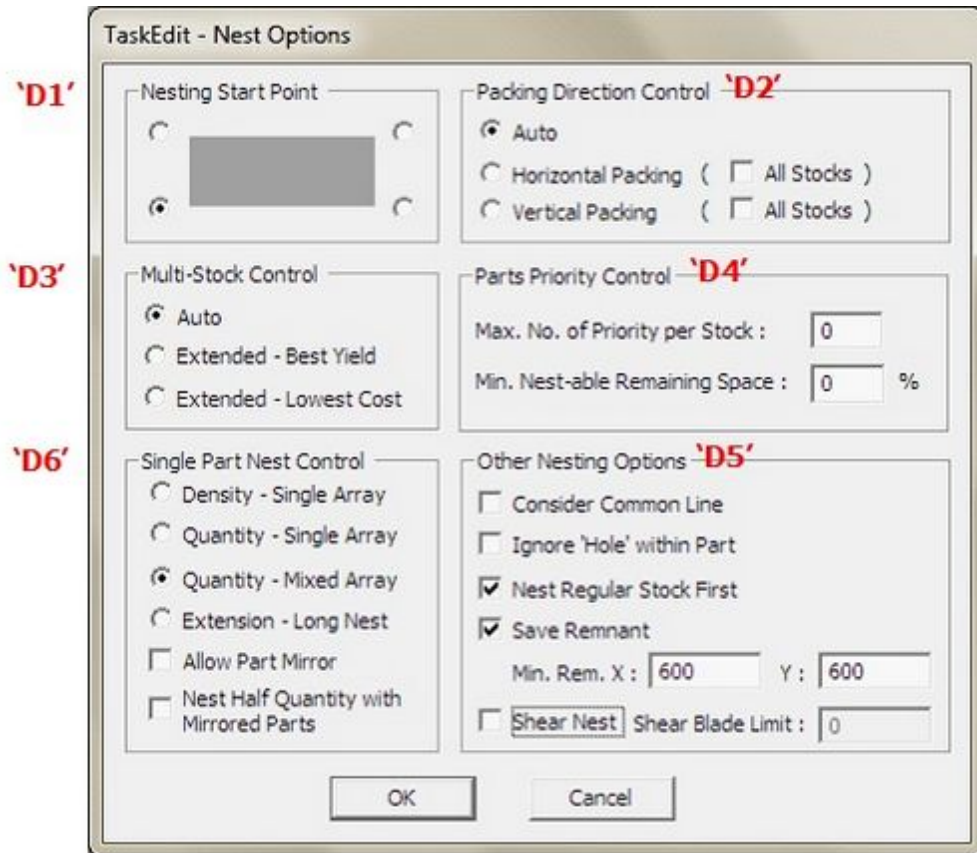 TaskEdit - Nest Options
‘D1’
Nesting Start Point
Packing Direction Control ‘D2’
Auto
Horizontal Packing ( All Stocks )
Vertical Packing ( All Stocks )
‘D3’
Multi-Stock Control
Auto
Extended - Best Yield
Extended - Lowest Cost
Parts Priority Control ‘D4’
Max. No. of Priority per Stock : 0
Min. Nest-able Remaining Space : 0 %
‘D6’
Single Part Nest Control
Density - Single Array
Quantity - Single Array
Quantity - Mixed Array
Extension - Long Nest
Allow Part Mirror
Nest Half Quantity with
Mirrored Parts
Other Nesting Options ‘D5’
Consider Common Line
Ignore 'Hole' within Part
Nest Regular Stock First
Save Remnant
Min. Rem. X : 600 Y : 600
Shear Nest Shear Blade Limit : 0
OK Cancel